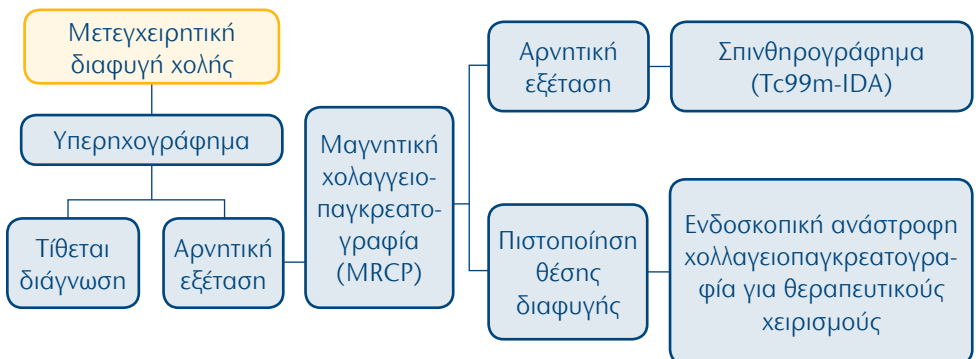 Μετεγχειρητική
διαφυγή χολής
Υπερηχογράφημα
Τίθεται
διάγνωση
Αρνητική
εξέταση
Μαγνητική
χολαγγειο-
παγκρεατο-
γραφία
(MRCP)
Αρνητική
εξέταση
Σπινθηρογράφημα
(Tc99m-IDA)
Πιστοποίηση
θέσης
διαφυγής
Ενδοσκοπική ανάστροφη
χολλαγειοπαγκρεατογρα-
φία για θεραπευτικούς
χειρισμούς